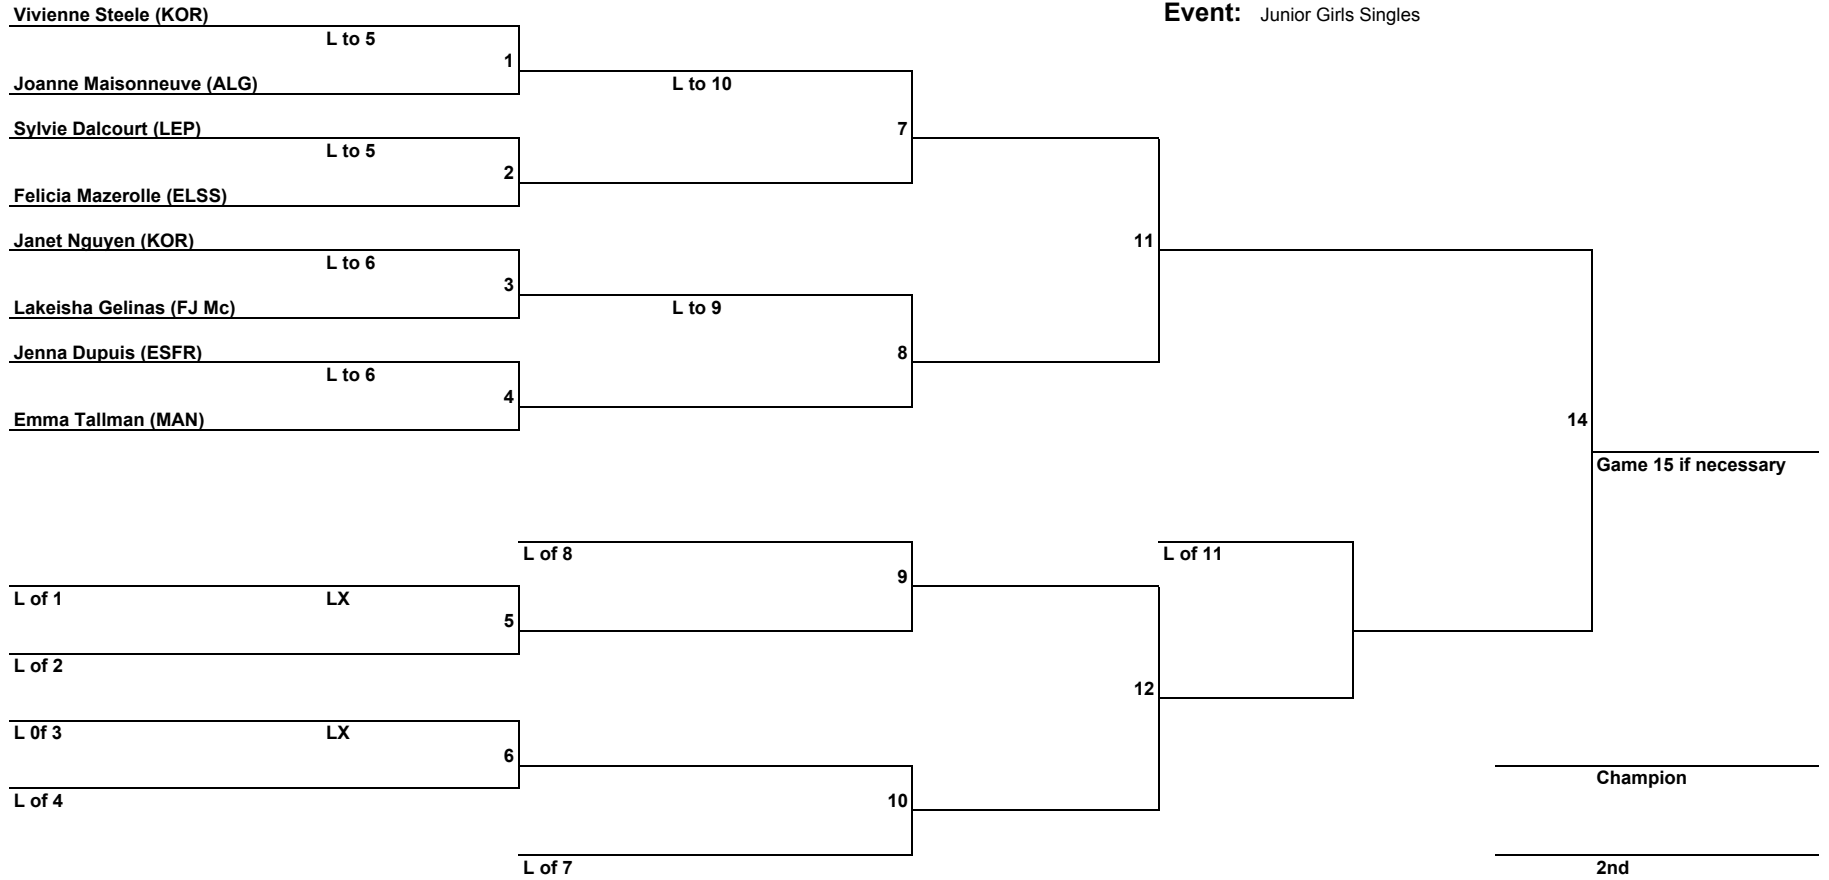 Vivienne Steele (KOR)
Event: Junior Girls Singles
L to 5
1
Joanne Maisonneuve (ALG)
L to 10
Sylvie Dalcourt (LEP)
7
L to 5
2
Felicia Mazerolle (ELSS)
Janet Nguyen (KOR)
11
L to 6
3
Lakeisha Gelinas (FJ Mc)
L to 9
Jenna Dupuis (ESFR)
8
L to 6
4
Emma Tallman (MAN)
14
Game 15 if necessary
L of 8
L of 11
9
L of 1
LX
5
L of 2
12
L 0f 3
LX
6
Champion
L of 4
10
L of 7
2nd